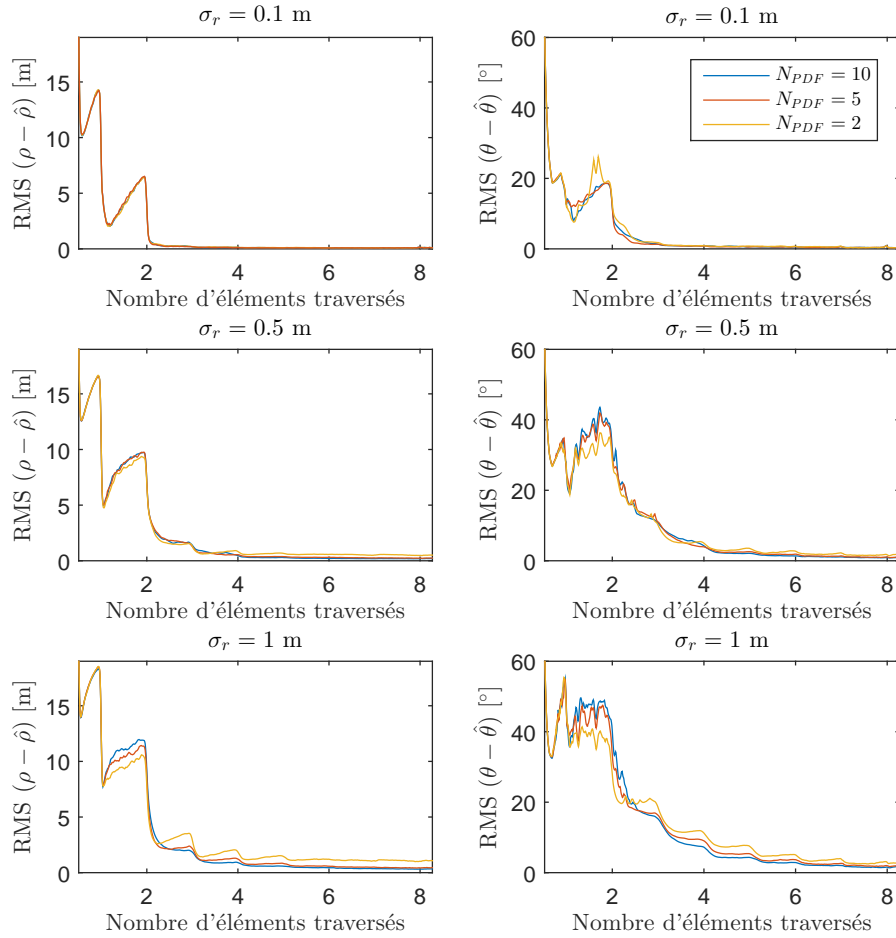 σ_r = 0.1 m
RMS (ρ − ρ̂) [m]
15
10
5
0
2
4
6
8
Nombre d'éléments traversés
σ_r = 0.1 m
RMS (θ − θ̂) [°]
60
40
20
0
2
4
6
8
Nombre d'éléments traversés
N_PDF = 10
N_PDF = 5
N_PDF = 2
σ_r = 0.5 m
RMS (ρ − ρ̂) [m]
15
10
5
0
2
4
6
8
Nombre d'éléments traversés
σ_r = 0.5 m
RMS (θ − θ̂) [°]
60
40
20
0
2
4
6
8
Nombre d'éléments traversés
σ_r = 1 m
RMS (ρ − ρ̂) [m]
15
10
5
0
2
4
6
8
Nombre d'éléments traversés
σ_r = 1 m
RMS (θ − θ̂) [°]
60
40
20
0
2
4
6
8
Nombre d'éléments traversés